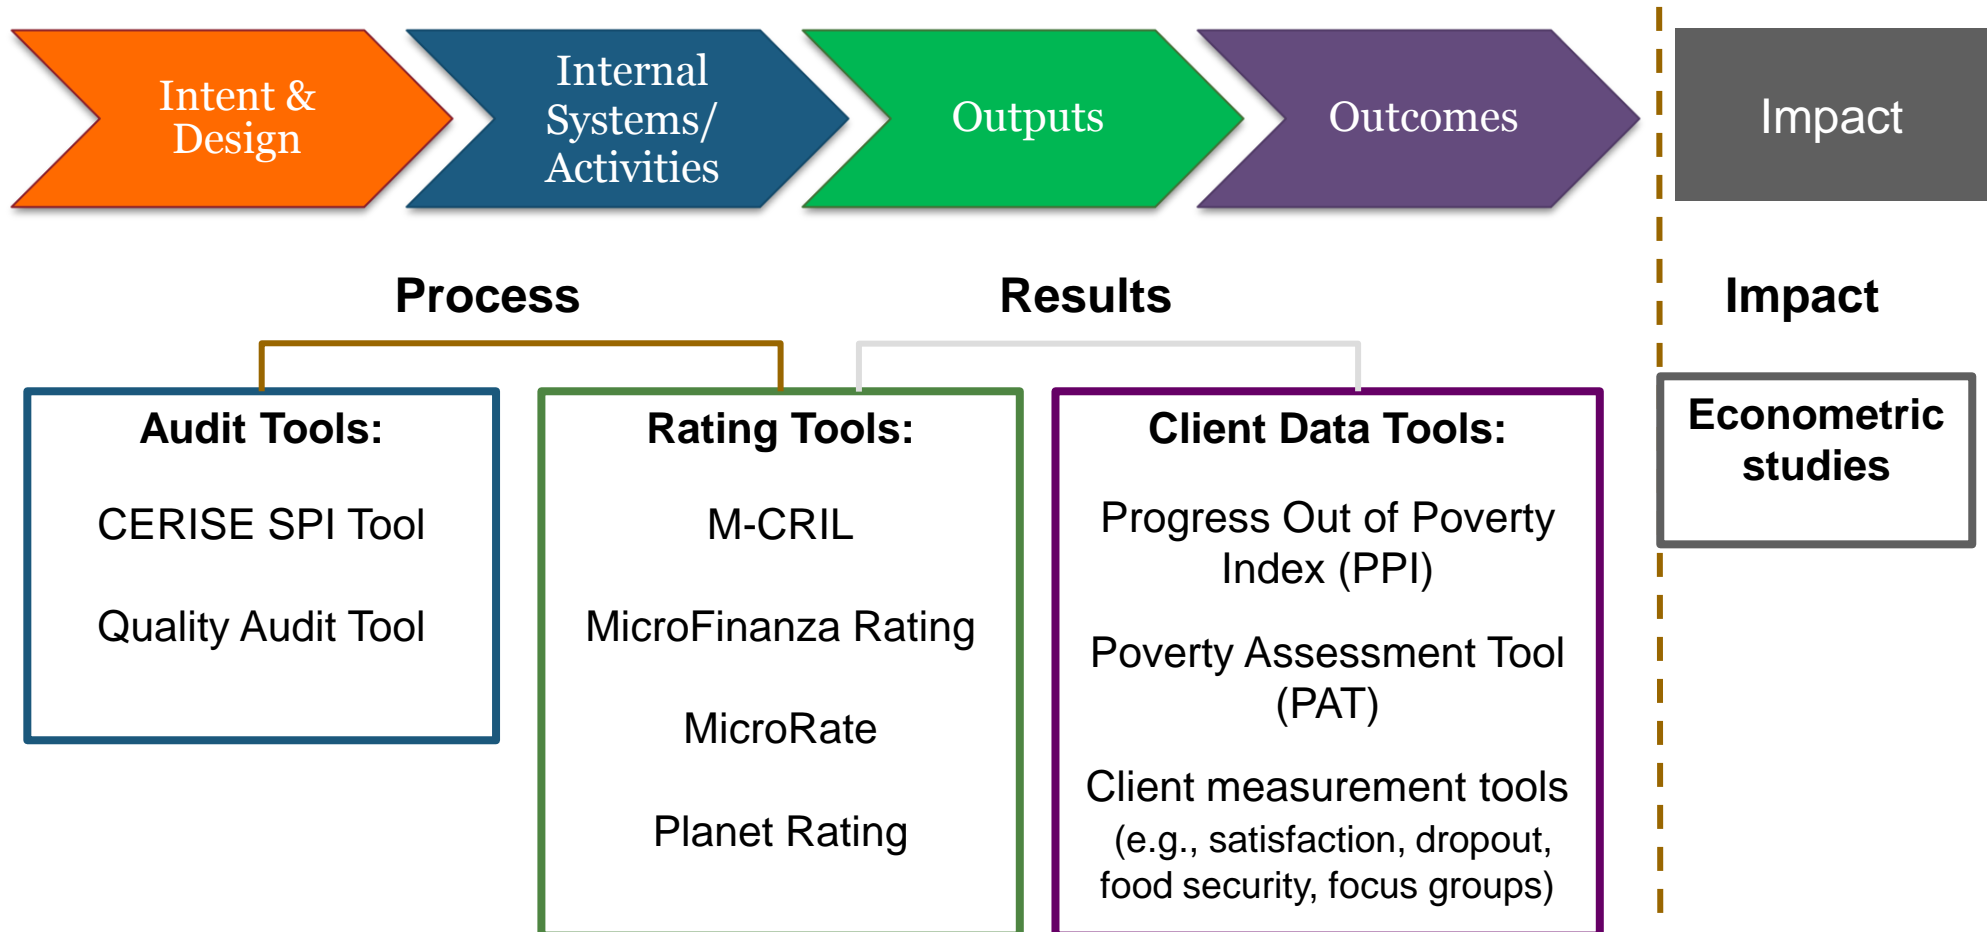 Intent &
Design
Internal
Systems/
Activities
Outputs
Outcomes
Impact
Process
Results
Impact
Audit Tools:
CERISE SPI Tool
Quality Audit Tool
Rating Tools:
M-CRIL
MicroFinanza Rating
MicroRate
Planet Rating
Client Data Tools:
Progress Out of Poverty
Index (PPI)
Poverty Assessment Tool
(PAT)
Client measurement tools
(e.g., satisfaction, dropout,
food security, focus groups)
Econometric
studies